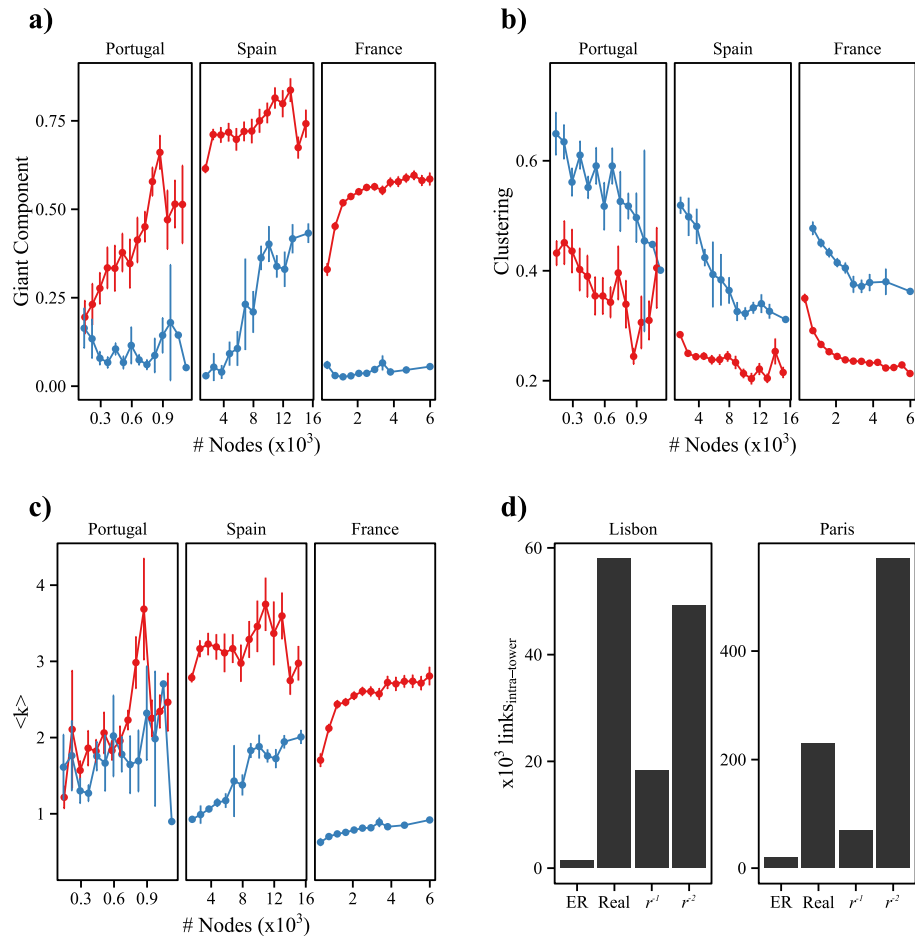 a)
Portugal Spain France
Giant Component
0.75
0.50
0.25
0.00
0.3 0.6 0.9 4 8 12 16 2 4 6
# Nodes (x10³)
b)
Portugal Spain France
Clustering
0.6
0.4
0.2
0.3 0.6 0.9 4 8 12 16 2 4 6
# Nodes (x10³)
c)
Portugal Spain France
<k>
4
3
2
1
0.3 0.6 0.9 4 8 12 16 2 4 6
# Nodes (x10³)
d)
Lisbon Paris
x10³ links intra–tower
60
40
20
0
400
200
0
ER Real r⁻¹ r⁻² ER Real r⁻¹ r⁻²